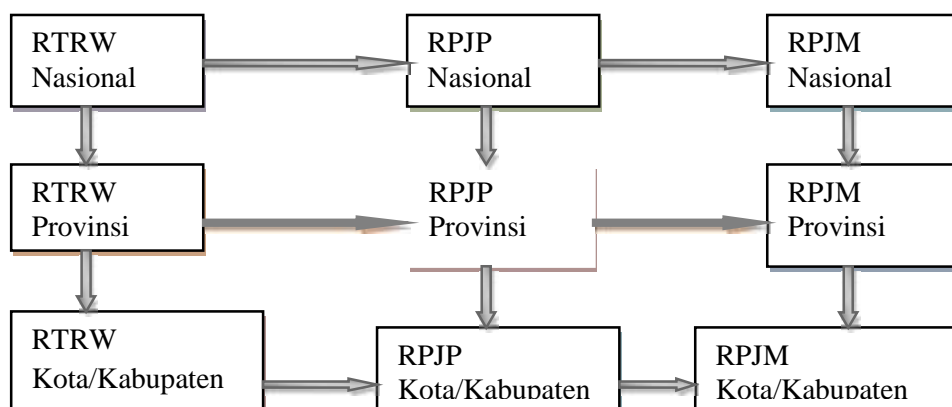 RTRW
Nasional
RPJP
Nasional
RPJM
Nasional
RTRW
Provinsi
RPJP
Provinsi
RPJM
Provinsi
RTRW
Kota/Kabupaten
RPJP
Kota/Kabupaten
RPJM
Kota/Kabupaten